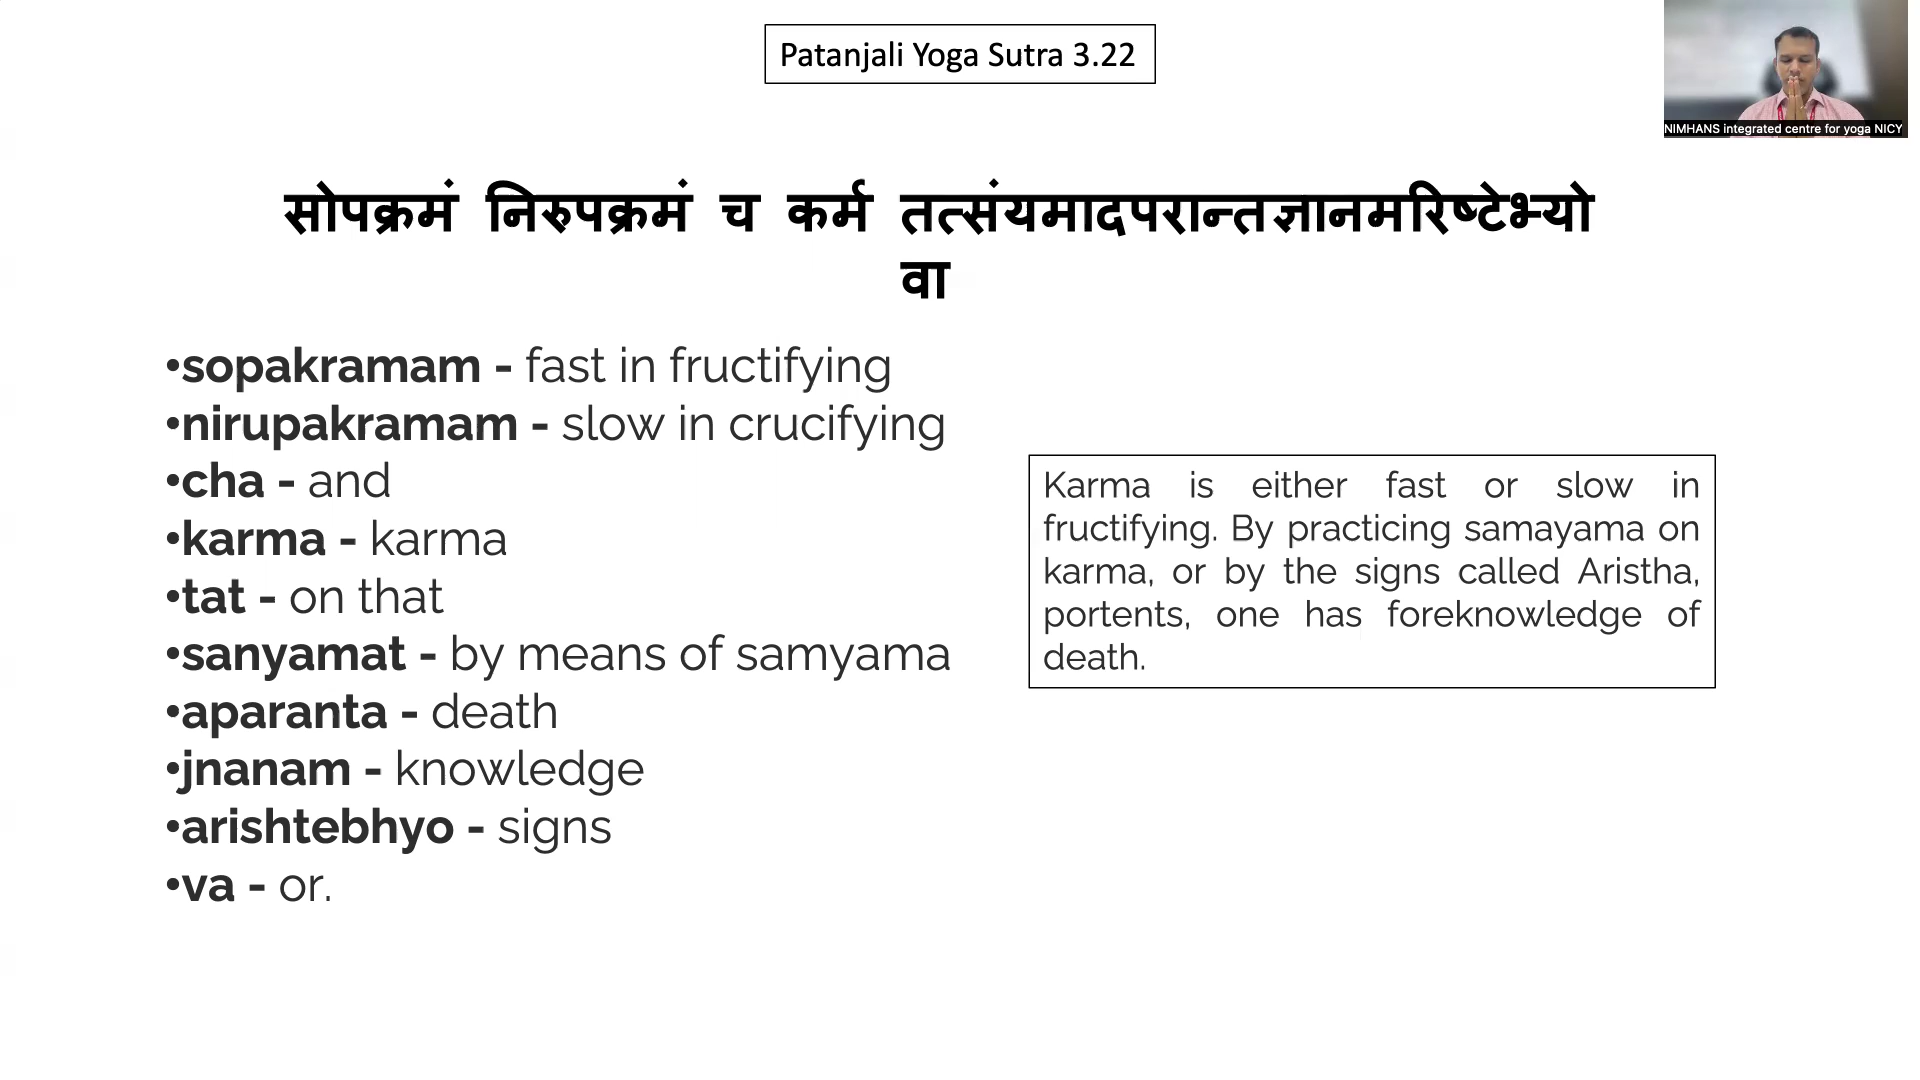 Patanjali Yoga Sutra 3.22
NIMHANS integrated centre for yoga NICY
सोपक्रमं निरुपक्रमं च कर्म तत्संयमादपरान्तज्ञानमरिष्टेभ्यो
वा
•sopakramam - fast in fructifying
•nirupakramam - slow in crucifying
•cha - and
•karma - karma
•tat - on that
•sanyamat - by means of samyama
•aparanta - death
•jnanam - knowledge
•arishtebhyo - signs
•va - or.
Karma is either fast or slow in
fructifying. By practicing samayama on
karma, or by the signs called Aristha,
portents, one has foreknowledge of
death.